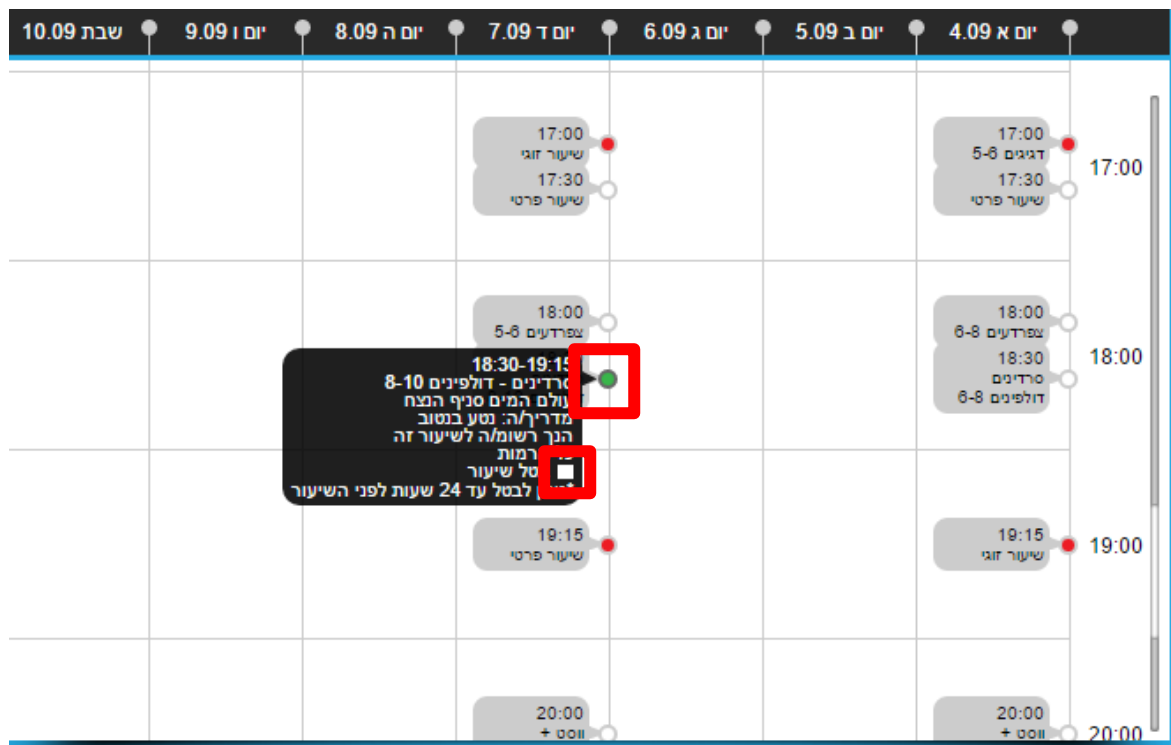 יום א' 4.09
יום ב 5.09
יום ג 6.09
יום ד 7.09
יום ה 8.09
יום ו 9.09
שבת 10.09
17:00
18:00
19:00
20:00
17:00
דגיגים 5-6
17:30
שיעור פרטי
18:00
צפרדעים 6-8
18:30
סרדינים
דולפינים 6-8
19:15
שיעור זוגי
20:00
ווסט +
17:00
שיעור זוגי
17:30
שיעור פרטי
18:00
צפרדעים 5-6
18:30-19:15
סרדינים - דולפינים 8-10
עולם המים סניף הנצח
מדריך/ה: נטע בנטוב
הנך רשומ/ה לשיעור זה
שיעור
לבטל עד 24 שעות לפני השיעור
19:15
שיעור פרטי
20:00
ווסט +